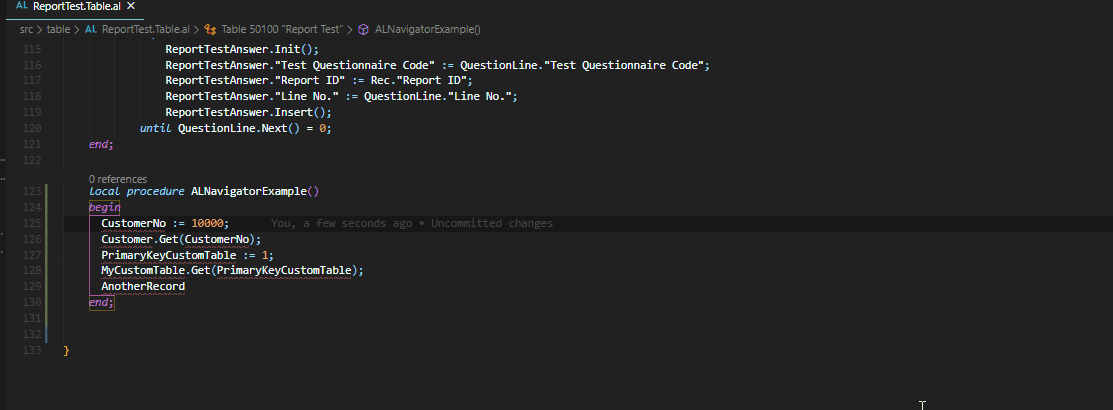 AL ReportTest.Table.al ×
src > table > AL ReportTest.Table.al > Table 50100 "Report Test" > ALNavigatorExample()
115 ReportTestAnswer.Init();
116 ReportTestAnswer."Test Questionnaire Code" := QuestionLine."Test Questionnaire Code";
117 ReportTestAnswer."Report ID" := Rec."Report ID";
118 ReportTestAnswer."Line No." := QuestionLine."Line No.";
119 ReportTestAnswer.Insert();
120 until QuestionLine.Next() = 0;
121 end;
122
0 references
123 local procedure ALNavigatorExample()
124 begin
125 CustomerNo := 10000; You, a few seconds ago • Uncommitted changes
126 Customer.Get(CustomerNo);
127 PrimaryKeyCustomTable := 1;
128 MyCustomTable.Get(PrimaryKeyCustomTable);
129 AnotherRecord
130 end;
131
132
133 }